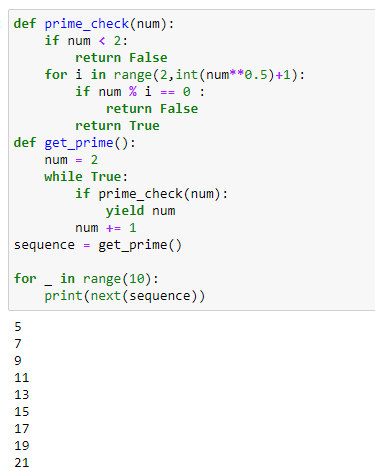 def prime_check(num):
    if num < 2:
        return False
    for i in range(2,int(num**0.5)+1):
        if num % i == 0 :
            return False
        return True
def get_prime():
    num = 2
    while True:
        if prime_check(num):
            yield num
        num += 1
sequence = get_prime()

for _ in range(10):
    print(next(sequence))
5
7
9
11
13
15
17
19
21